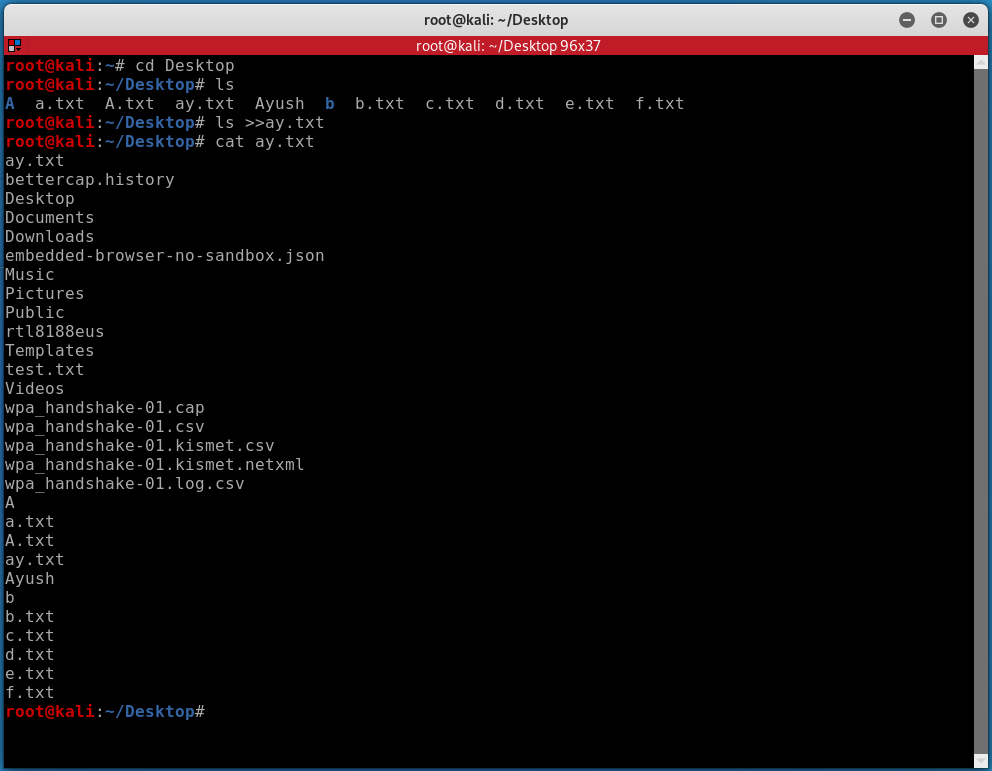 root@kali: ~/Desktop
root@kali: ~/Desktop 96x37
root@kali:~# cd Desktop
root@kali:~/Desktop# ls
A  a.txt  A.txt  ay.txt  Ayush  b  b.txt  c.txt  d.txt  e.txt  f.txt
root@kali:~/Desktop# ls >>ay.txt
root@kali:~/Desktop# cat ay.txt
ay.txt
bettercap.history
Desktop
Documents
Downloads
embedded-browser-no-sandbox.json
Music
Pictures
Public
rtl8188eus
Templates
test.txt
Videos
wpa_handshake-01.cap
wpa_handshake-01.csv
wpa_handshake-01.kismet.csv
wpa_handshake-01.kismet.netxml
wpa_handshake-01.log.csv
A
a.txt
A.txt
ay.txt
Ayush
b
b.txt
c.txt
d.txt
e.txt
f.txt
root@kali:~/Desktop#